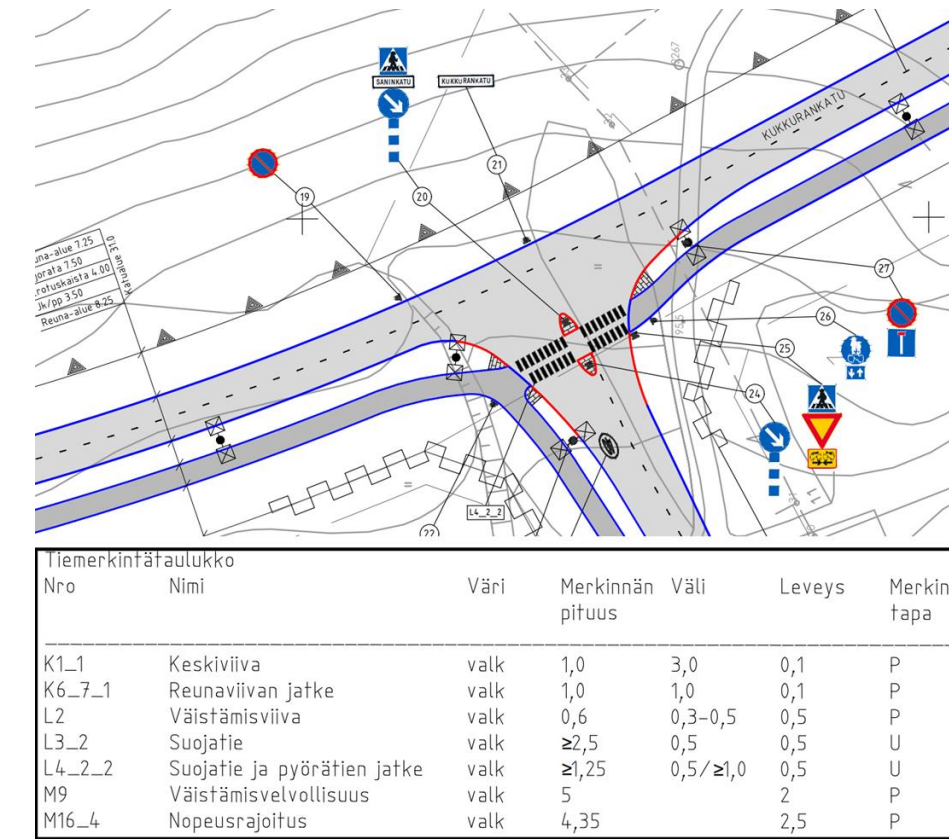 SANINKATU
KUKKURANKATU
KUKKURANKATU
267
21
20
19
7.25
7.50
4.00
Jk/pp 3.50
Reuna-alue 8.25
Katualue 31.0
27
26
95.5
25
24
L4_2_2
22
Tiemerkintätaulukko
Nro Nimi Väri Merkinnän Väli Leveys Merkin
pituus tapa
K1_1 Keskiviiva valk 1,0 3,0 0,1 P
K6_7_1 Reunaviivan jatke valk 1,0 1,0 0,1 P
L2 Väistämisviiva valk 0,6 0,3-0,5 0,5 P
L3_2 Suojatie valk ≥2,5 0,5 0,5 U
L4_2_2 Suojatie ja pyörätien jatke valk ≥1,25 0,5/≥1,0 0,5 U
M9 Väistämisvelvollisuus valk 5 2 P
M16_4 Nopeusrajoitus valk 4,35 2,5 P